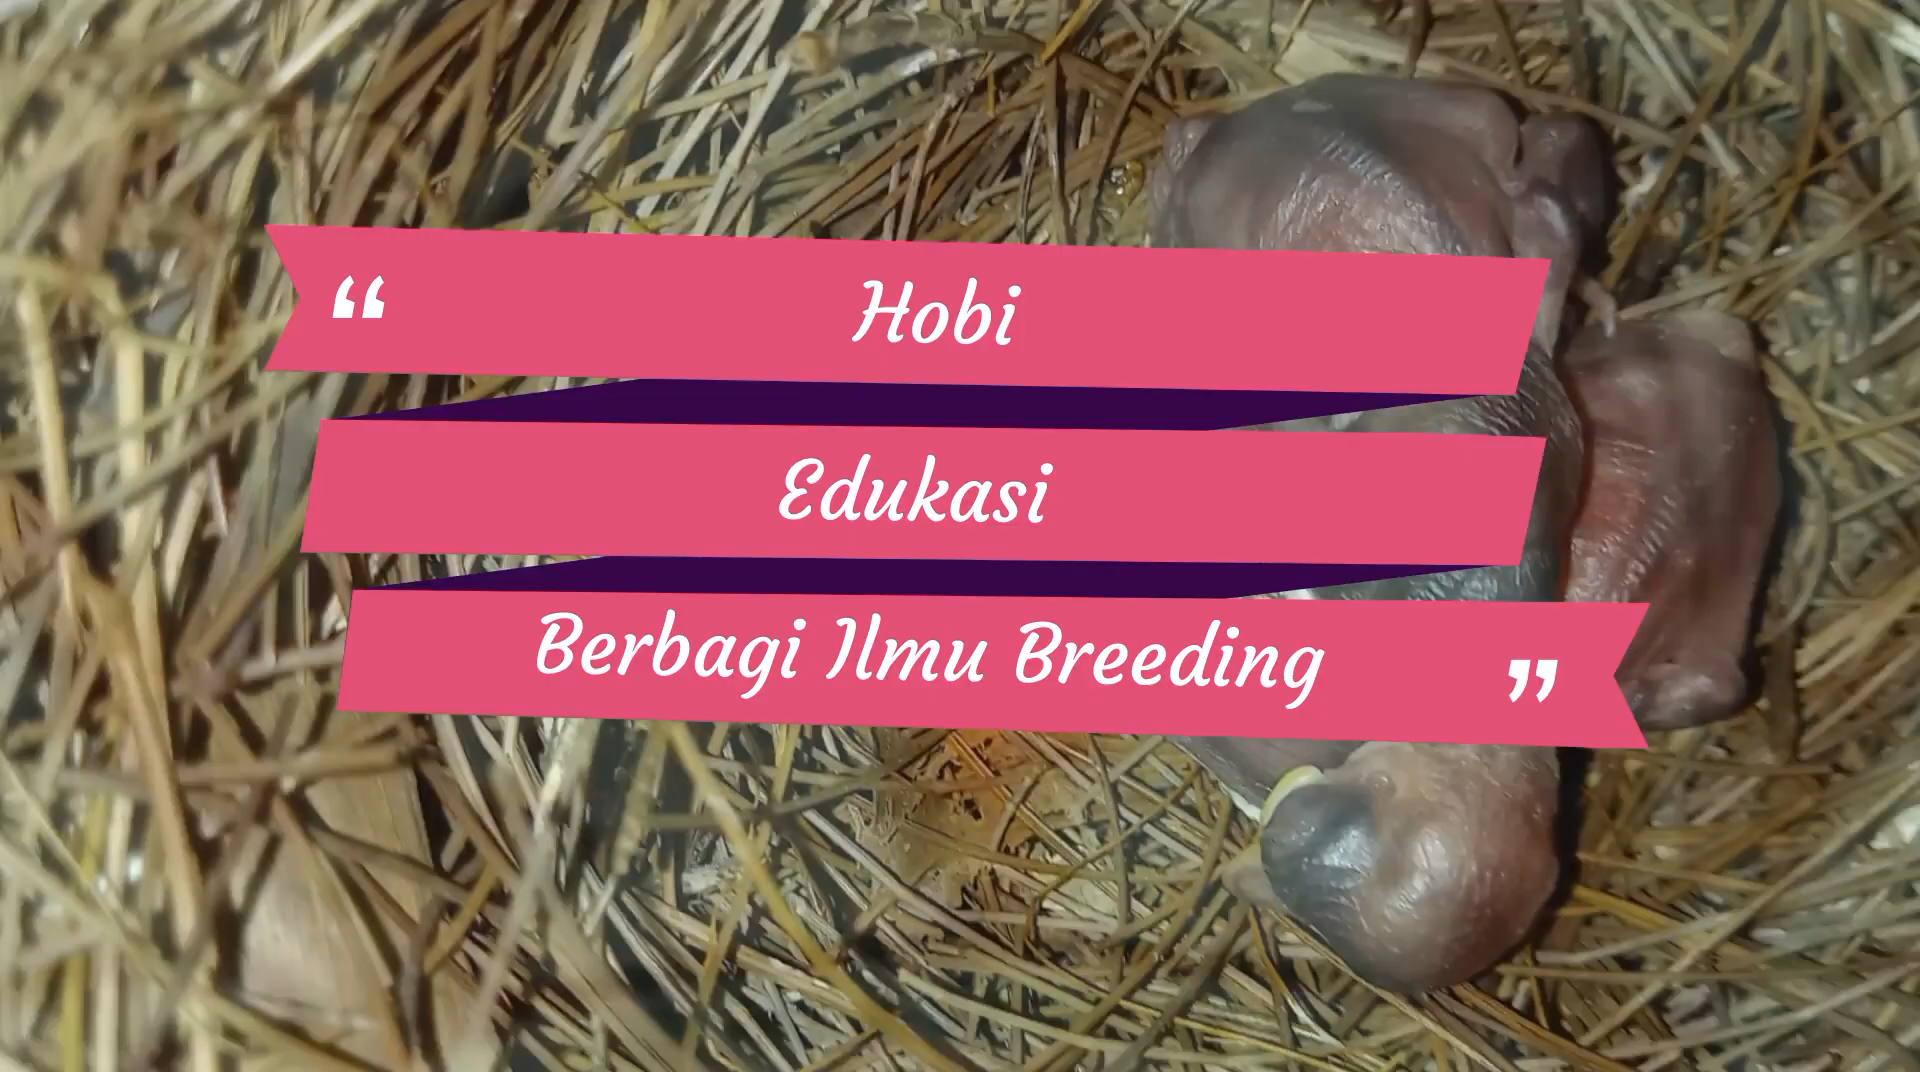 “ Hobi
Edukasi
Berbagi Ilmu Breeding ”